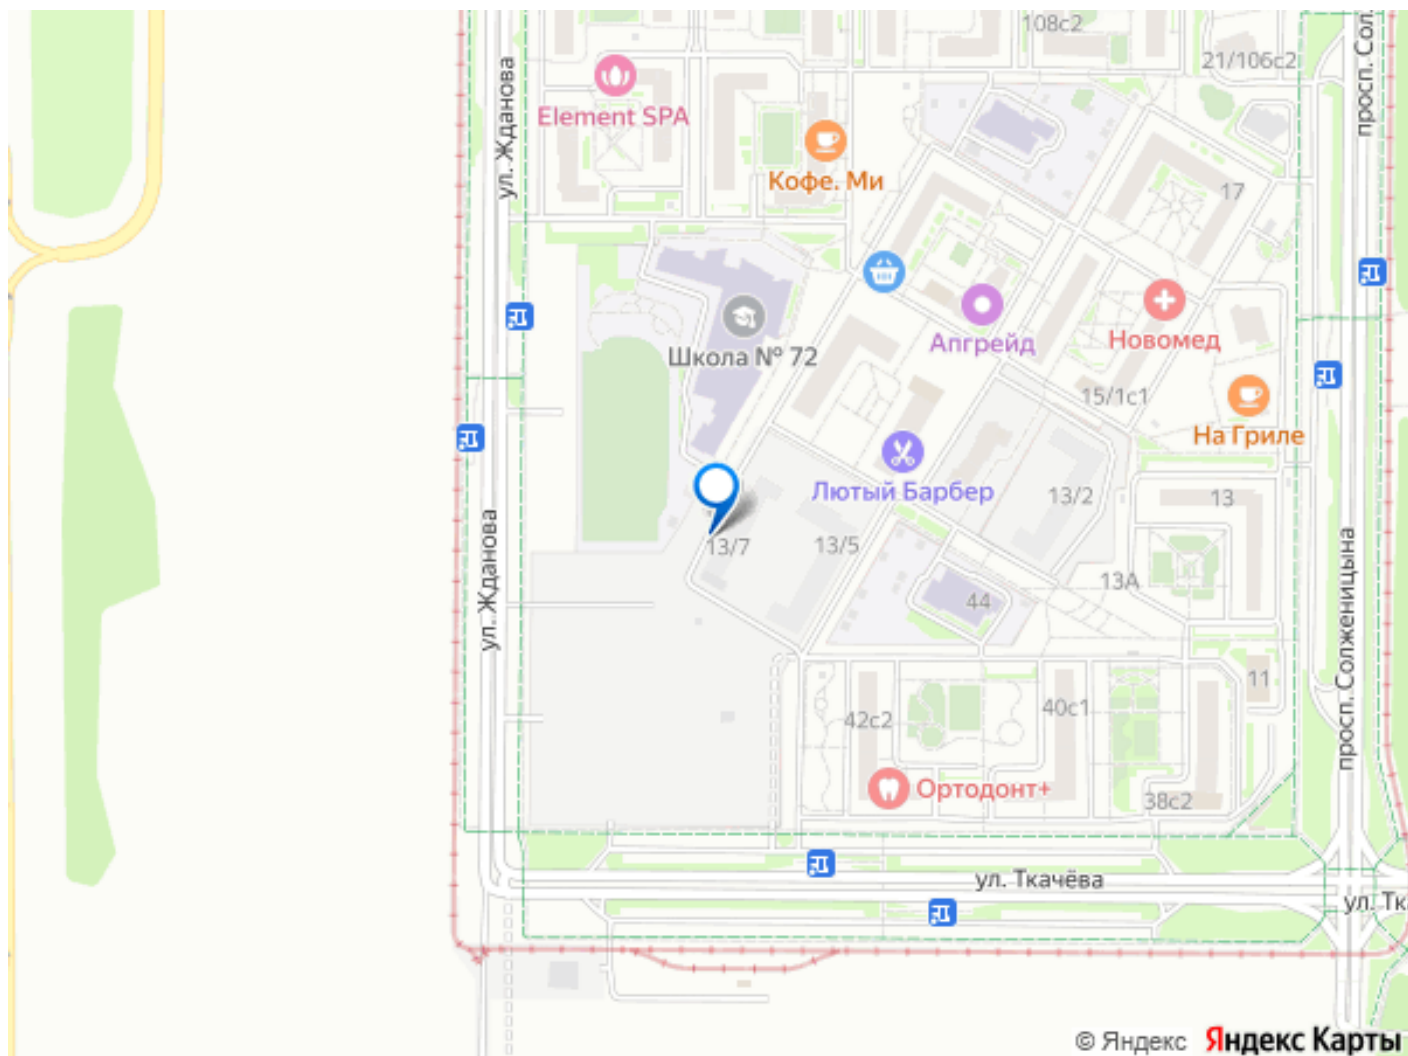 108с2
просп. Сол.
21/106с2
ул. Жданова
Element SPA
Кофе. Ми
17
Апгрейд
Новомед
Школа № 72
15/1с1
На Гриле
Лютый Барбер
13/2
13
ул. Жданова
13/7
13/5
13А
44
просп. Солженицына
11
42с2
40с1
Ортодонт+
38с2
ул. Ткачёва
ул. Тк
© Яндекс Яндекс Карты